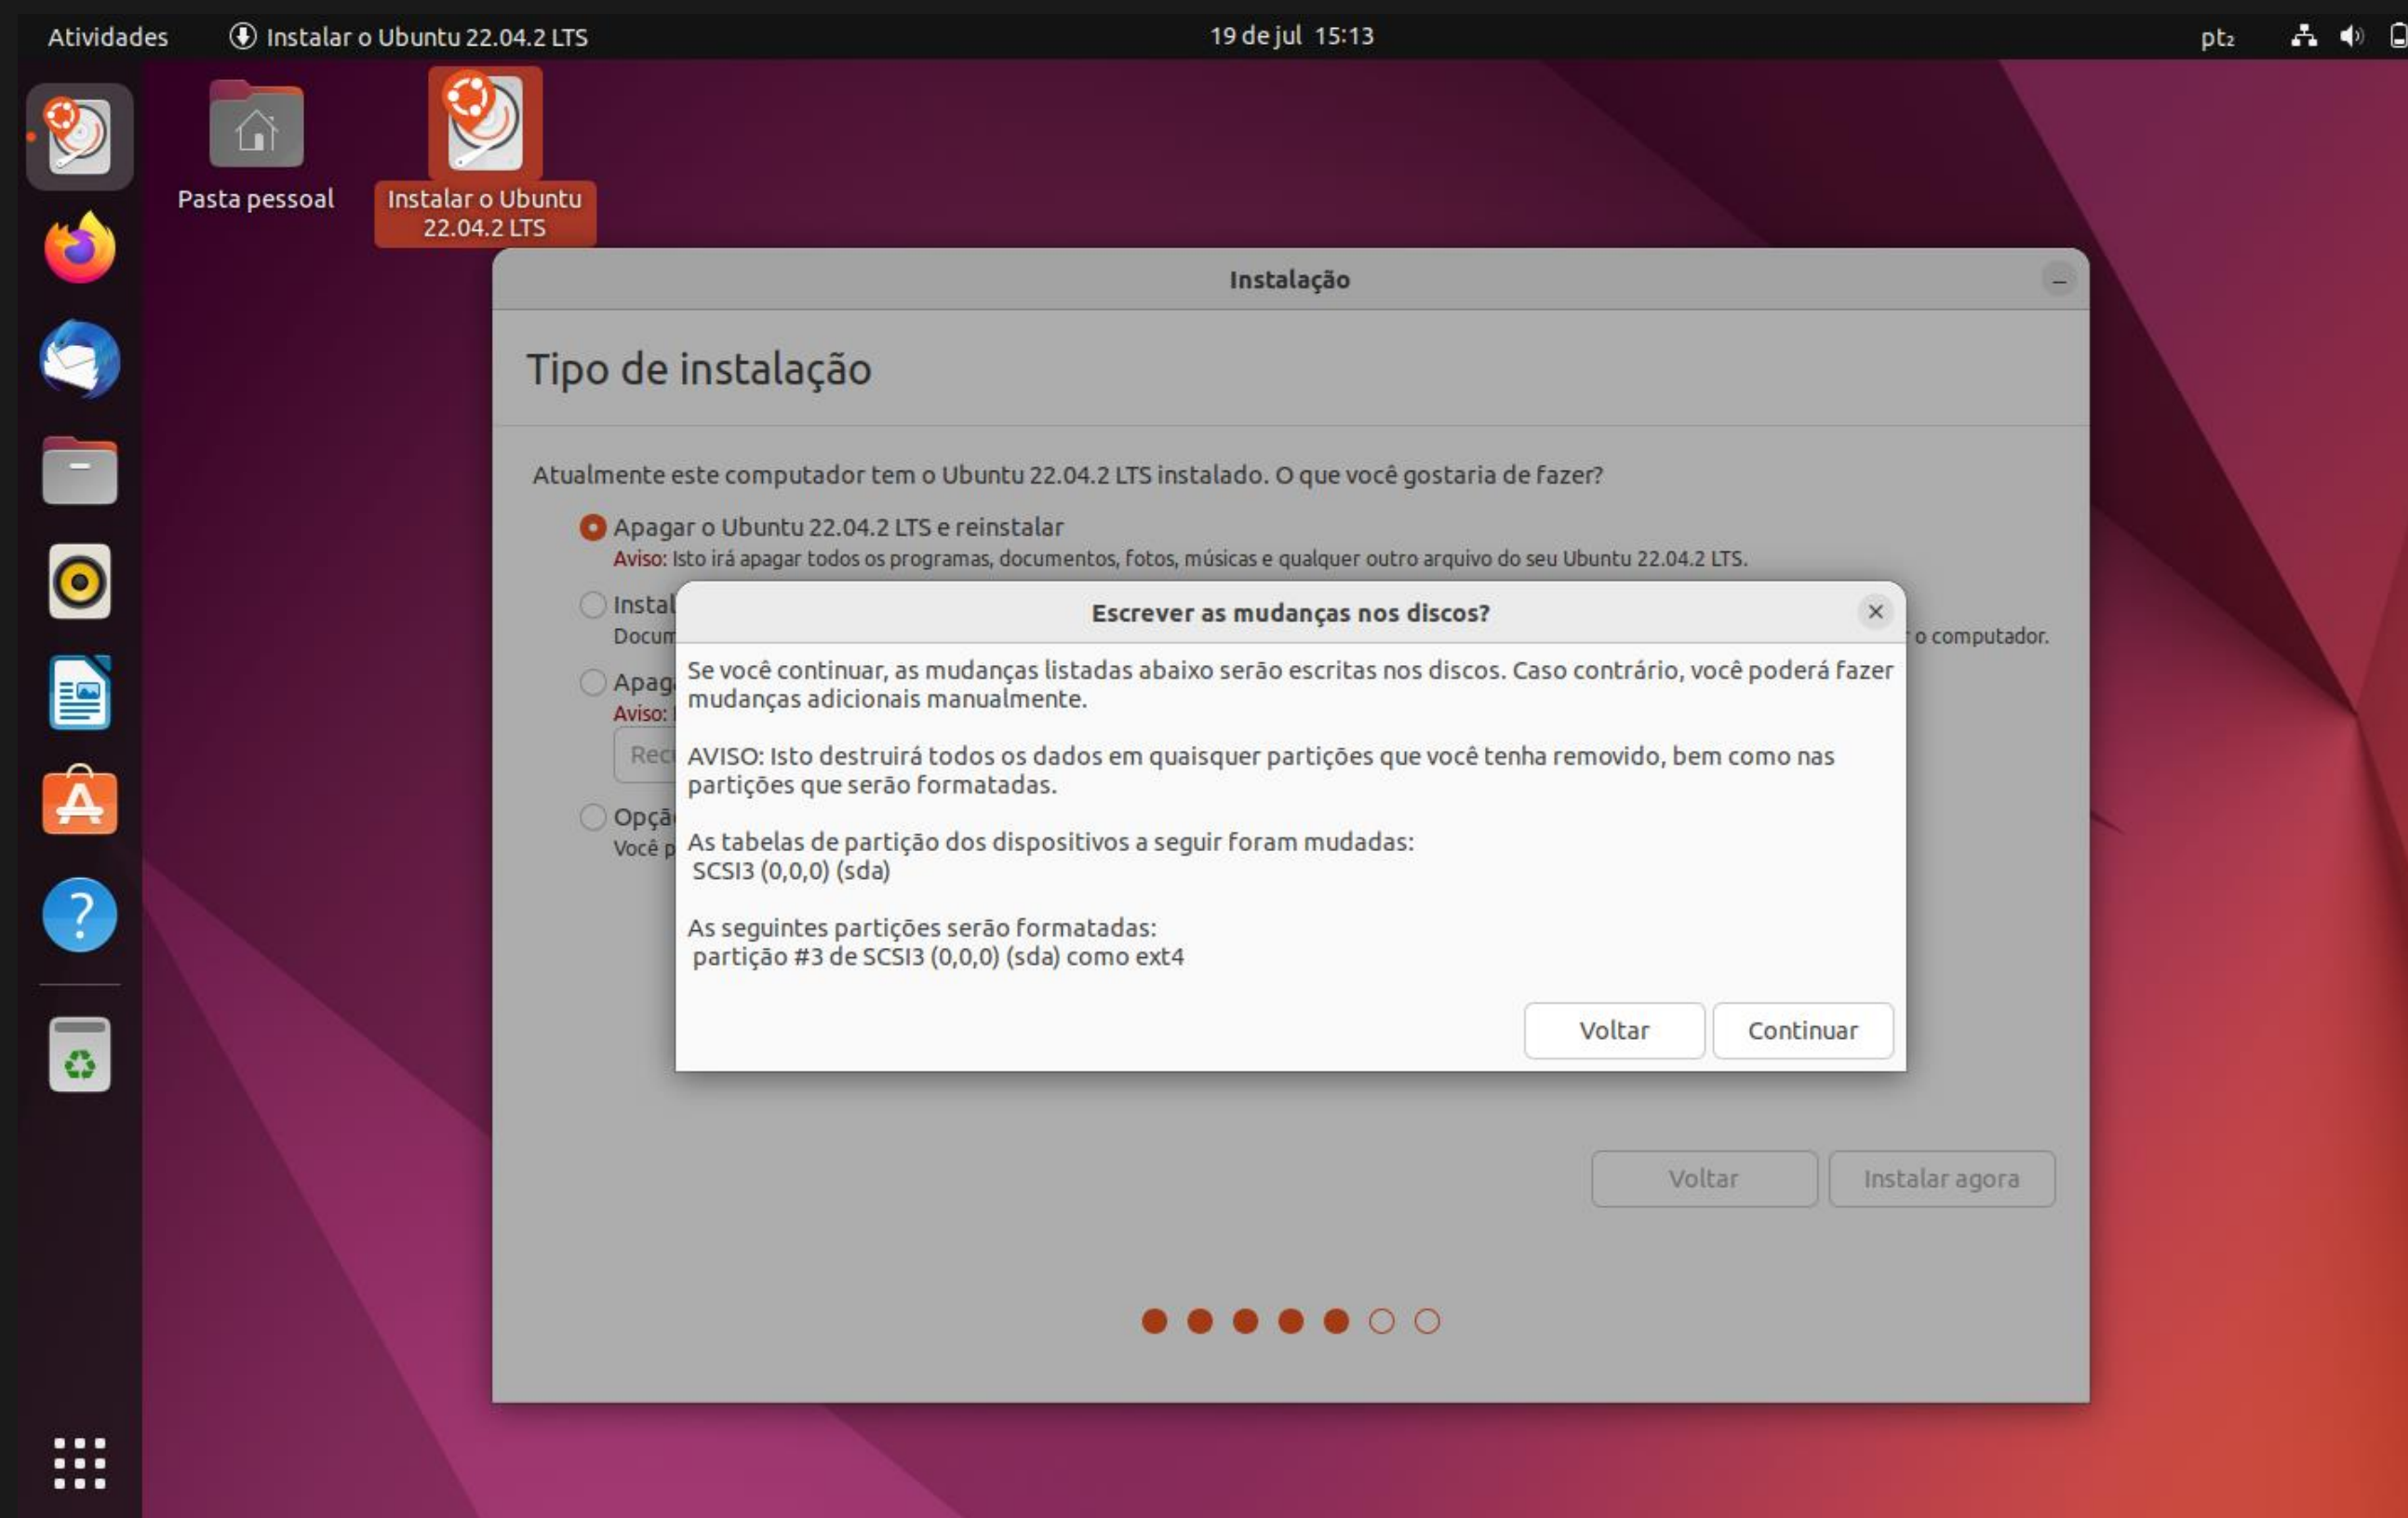 Atividades
Instalar o Ubuntu 22.04.2 LTS
19 de jul 15:13
pt₂
Pasta pessoal
Instalar o Ubuntu
22.04.2 LTS
Instalação
Tipo de instalação
Atualmente este computador tem o Ubuntu 22.04.2 LTS instalado. O que você gostaria de fazer?
Apagar o Ubuntu 22.04.2 LTS e reinstalar
Aviso: Isto irá apagar todos os programas, documentos, fotos, músicas e qualquer outro arquivo do seu Ubuntu 22.04.2 LTS.
Instal
Docum
o computador.
Apaga
Aviso:
Rec
Opçã
Você p
Escrever as mudanças nos discos?
Se você continuar, as mudanças listadas abaixo serão escritas nos discos. Caso contrário, você poderá fazer
mudanças adicionais manualmente.
AVISO: Isto destruirá todos os dados em quaisquer partições que você tenha removido, bem como nas
partições que serão formatadas.
As tabelas de partição dos dispositivos a seguir foram mudadas:
SCSI3 (0,0,0) (sda)
As seguintes partições serão formatadas:
partição #3 de SCSI3 (0,0,0) (sda) como ext4
Voltar
Continuar
Voltar
Instalar agora